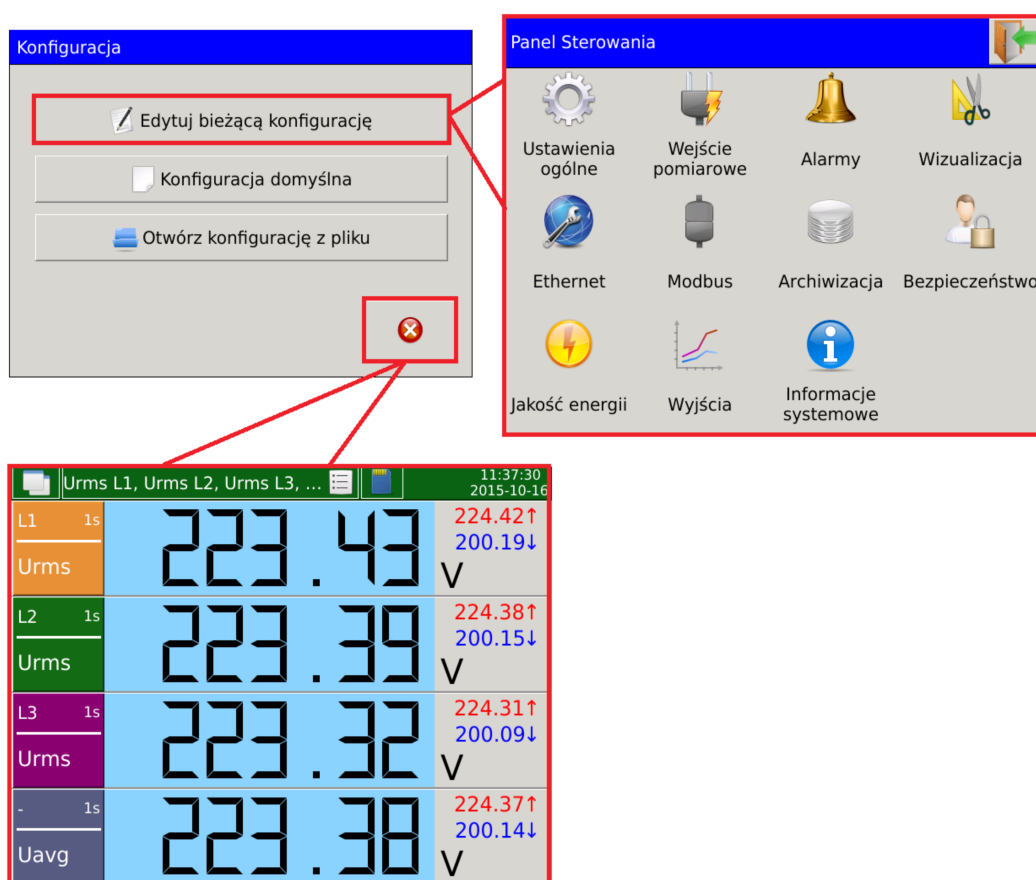 Konfiguracja
Edytuj bieżącą konfigurację
Konfiguracja domyślna
Otwórz konfigurację z pliku
Panel Sterowania
Ustawienia ogólne
Wejście pomiarowe
Alarmy
Wizualizacja
Ethernet
Modbus
Archiwizacja
Bezpieczeństwo
Jakość energii
Wyjścia
Informacje systemowe
Urms L1, Urms L2, Urms L3, ...
11:37:30
2015-10-16
L1 1s
Urms
223.43
224.42↑
200.19↓
V
L2 1s
Urms
223.39
224.38↑
200.15↓
V
L3 1s
Urms
223.32
224.31↑
200.09↓
V
- 1s
Uavg
223.38
224.37↑
200.14↓
V